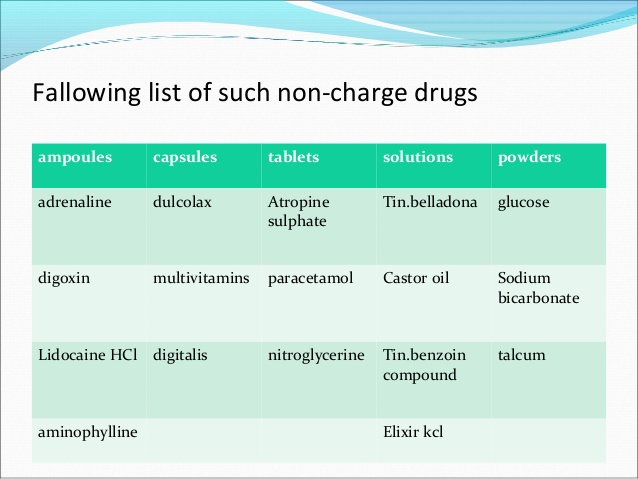 Fallowing list of such non-charge drugs
ampoules capsules tablets solutions powders
adrenaline dulcolax Atropine sulphate Tin.belladona glucose
digoxin multivitamins paracetamol Castor oil Sodium bicarbonate
Lidocaine HCl digitalis nitroglycerine Tin.benzoin compound talcum
aminophylline Elixir kcl